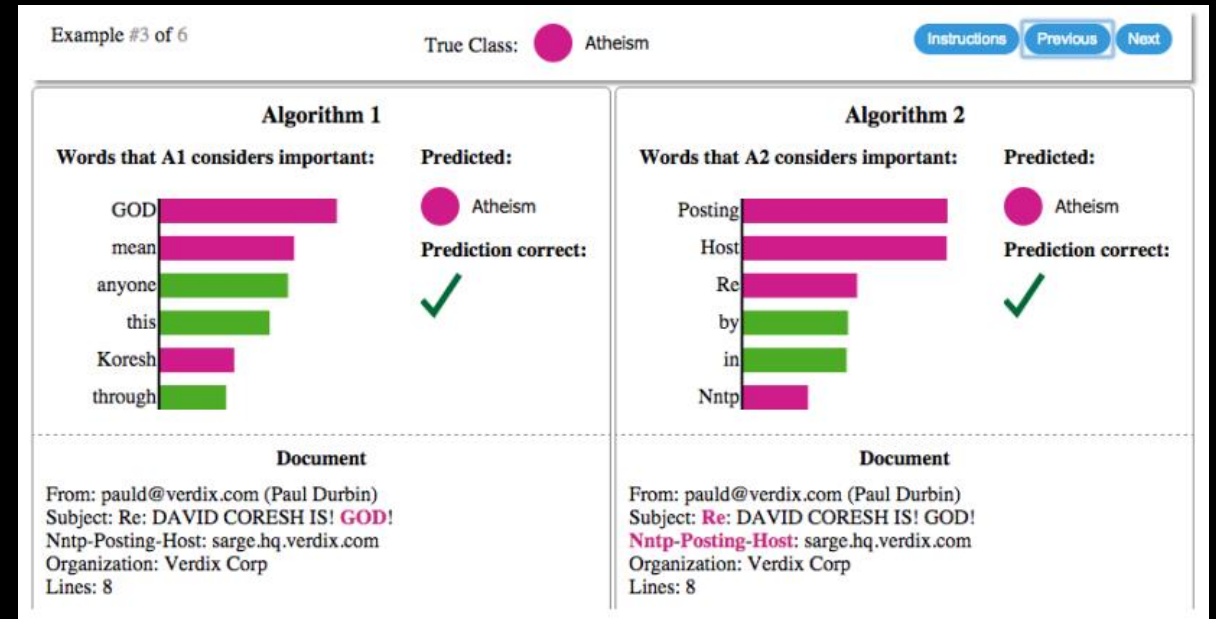 Example #3 of 6
True Class: Atheism
Instructions Previous Next
Algorithm 1
Words that A1 considers important: Predicted:
GOD
mean
anyone
this
Koresh
through
Atheism
Prediction correct:
Document
From: pauld@verdix.com (Paul Durbin)
Subject: Re: DAVID CORESH IS! GOD!
Nntp-Posting-Host: sarge.hq.verdix.com
Organization: Verdix Corp
Lines: 8
Algorithm 2
Words that A2 considers important: Predicted:
Posting
Host
Re
by
in
Nntp
Atheism
Prediction correct:
Document
From: pauld@verdix.com (Paul Durbin)
Subject: Re: DAVID CORESH IS! GOD!
Nntp-Posting-Host: sarge.hq.verdix.com
Organization: Verdix Corp
Lines: 8